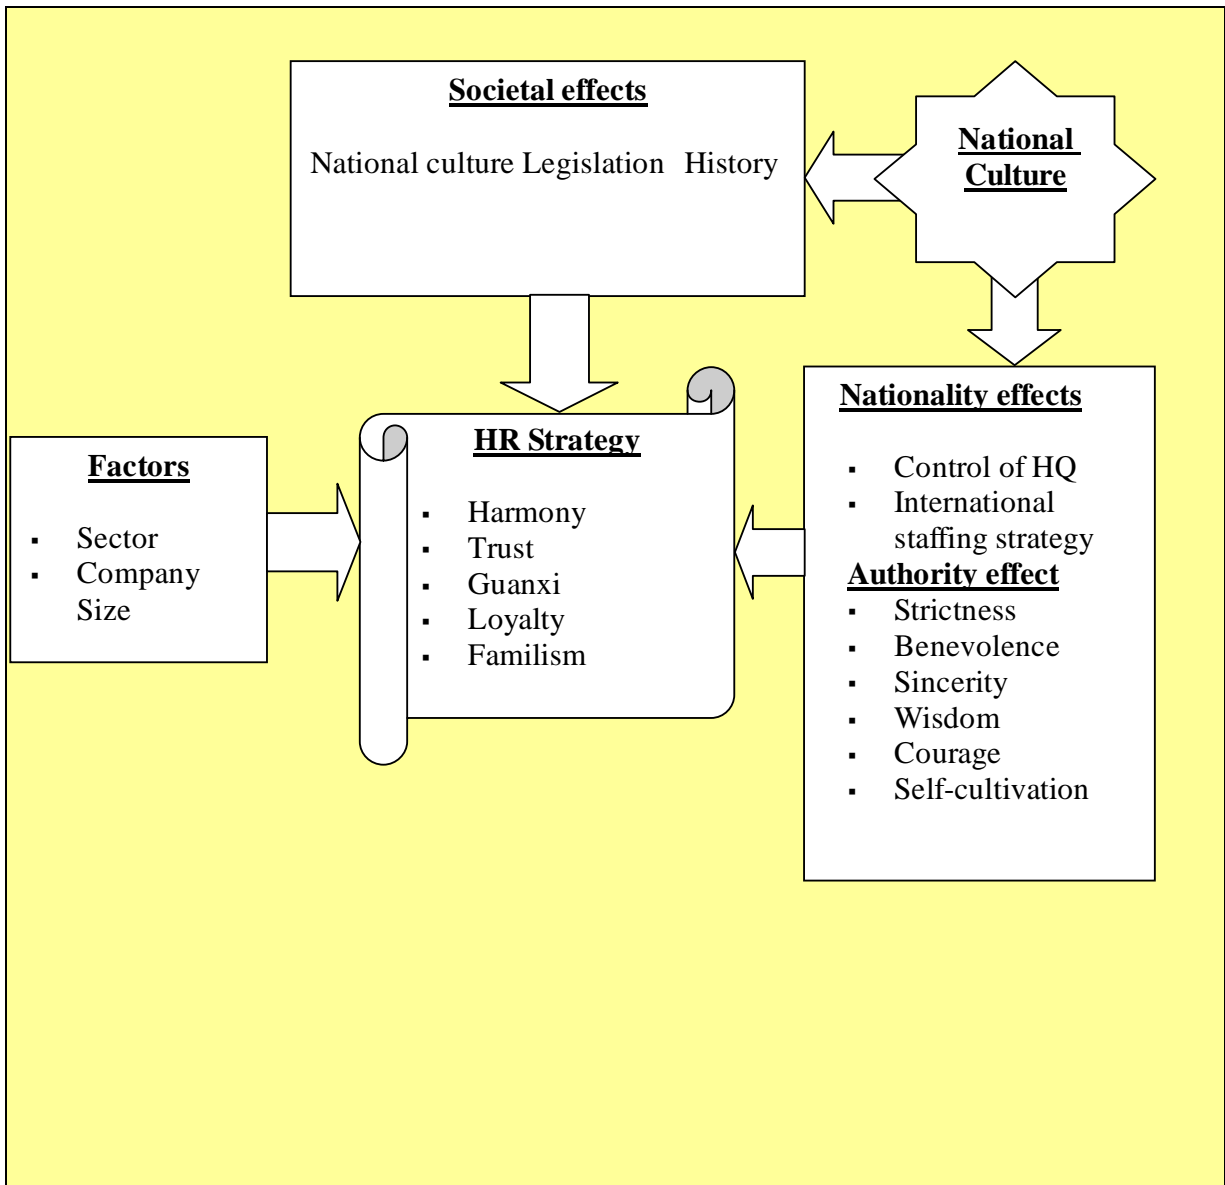 Societal effects
National culture Legislation History
National
Culture
HR Strategy
▪ Harmony
▪ Trust
▪ Guanxi
▪ Loyalty
▪ Familism
Factors
▪ Sector
▪ Company
Size
Nationality effects
▪ Control of HQ
▪ International
staffing strategy
Authority effect
▪ Strictness
▪ Benevolence
▪ Sincerity
▪ Wisdom
▪ Courage
▪ Self-cultivation